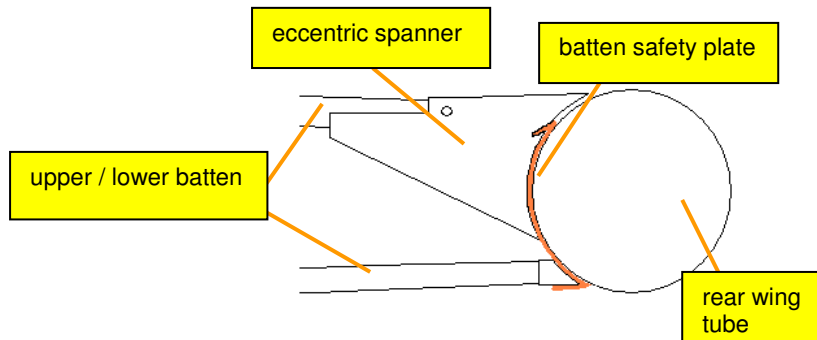 eccentric spanner
batten safety plate
upper / lower batten
rear wing
tube